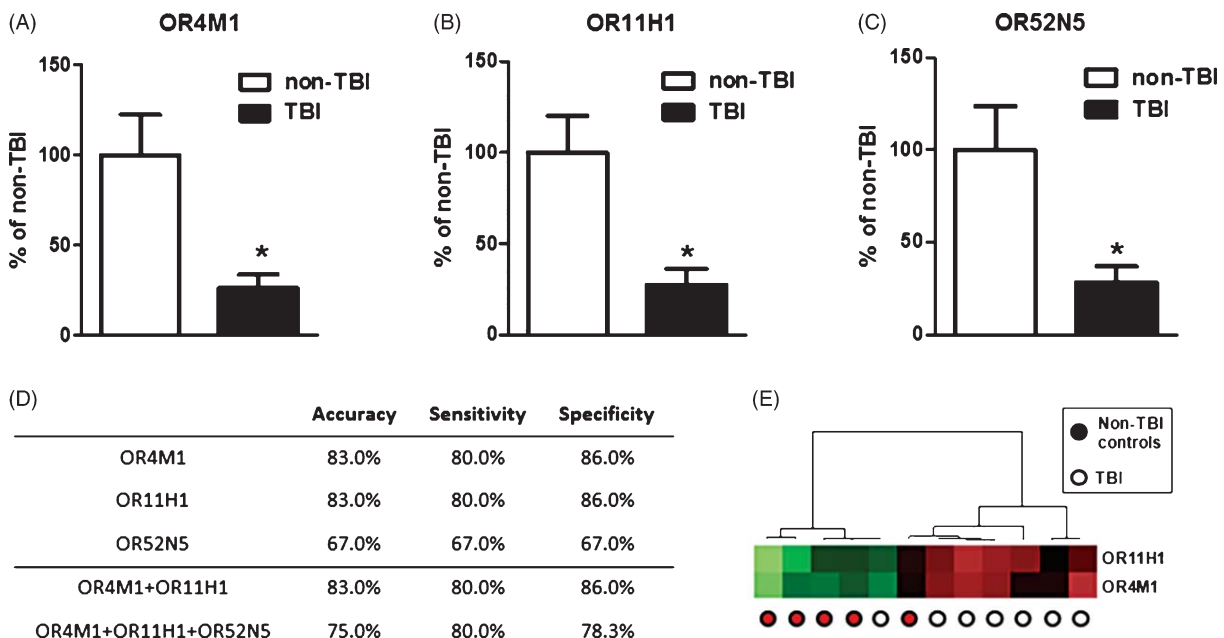 (A)
OR4M1
% of non-TBI
150
100
50
0
non-TBI
TBI
*
(B)
OR11H1
% of non-TBI
150
100
50
0
non-TBI
TBI
*
(C)
OR52N5
% of non-TBI
150
100
50
0
non-TBI
TBI
*
(D)
Accuracy Sensitivity Specificity
OR4M1 83.0% 80.0% 86.0%
OR11H1 83.0% 80.0% 86.0%
OR52N5 67.0% 67.0% 67.0%
OR4M1+OR11H1 83.0% 80.0% 86.0%
OR4M1+OR11H1+OR52N5 75.0% 80.0% 78.3%
(E)
Non-TBI
controls
TBI
OR11H1
OR4M1